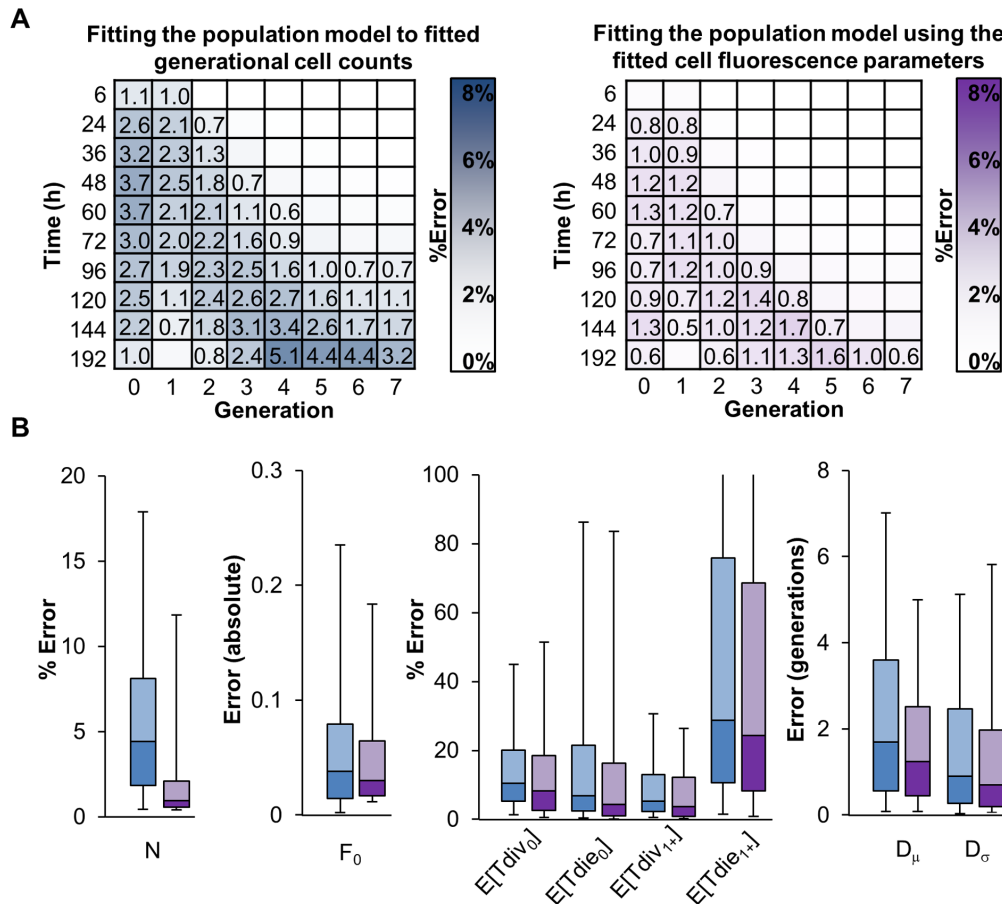 A
Fitting the population model to fitted
generational cell counts
Time (h)
6 1.1 1.0
24 2.6 2.1 0.7
36 3.2 2.3 1.3
48 3.7 2.5 1.8 0.7
60 3.7 2.1 2.1 1.1 0.6
72 3.0 2.0 2.2 1.6 0.9
96 2.7 1.9 2.3 2.5 1.6 1.0 0.7 0.7
120 2.5 1.1 2.4 2.6 2.7 1.6 1.1 1.1
144 2.2 0.7 1.8 3.1 3.4 2.6 1.7 1.7
192 1.0 0.8 2.4 5.1 4.4 4.4 3.2
0 1 2 3 4 5 6 7
Generation
8%
6%
4%
2%
0%
%Error
Fitting the population model using the
fitted cell fluorescence parameters
Time (h)
6
24 0.8 0.8
36 1.0 0.9
48 1.2 1.2
60 1.3 1.2 0.7
72 0.7 1.1 1.0
96 0.7 1.2 1.0 0.9
120 0.9 0.7 1.2 1.4 0.8
144 1.3 0.5 1.0 1.2 1.7 0.7
192 0.6 0.6 1.1 1.3 1.6 1.0 0.6
0 1 2 3 4 5 6 7
Generation
8%
6%
4%
2%
0%
%Error
B
% Error
20
15
10
5
0
N
Error (absolute)
0.3
0.2
0.1
0
F₀
% Error
100
80
60
40
20
0
E[Tdiv₀]
E[Tdie₀]
E[Tdiv₁₊]
E[Tdie₁₊]
Error (generations)
8
6
4
2
0
Dμ
Dσ